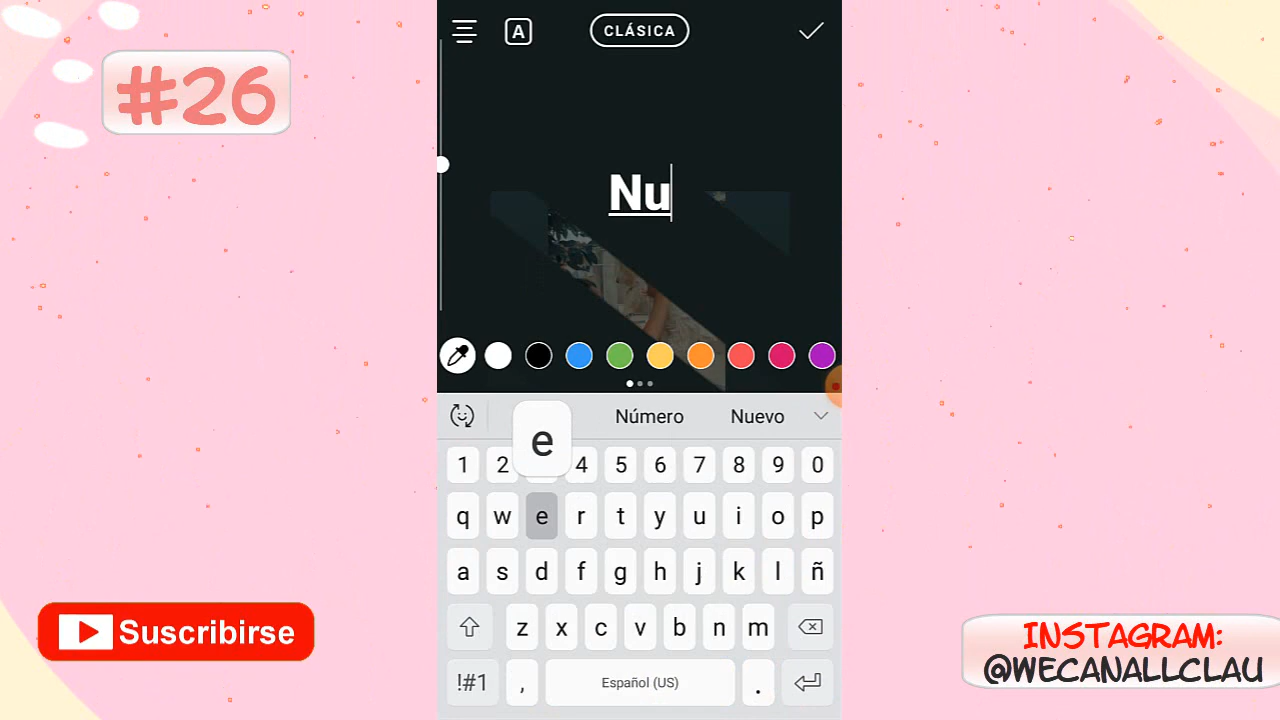 #26
A CLÁSICA
Nu
e Número Nuevo
1 2 4 5 6 7 8 9 0
q w e r t y u i o p
a s d f g h j k l ñ
z x c v b n m
!#1 , Español (US) .
Suscribirse
INSTAGRAM:
@WECANALLCLAU